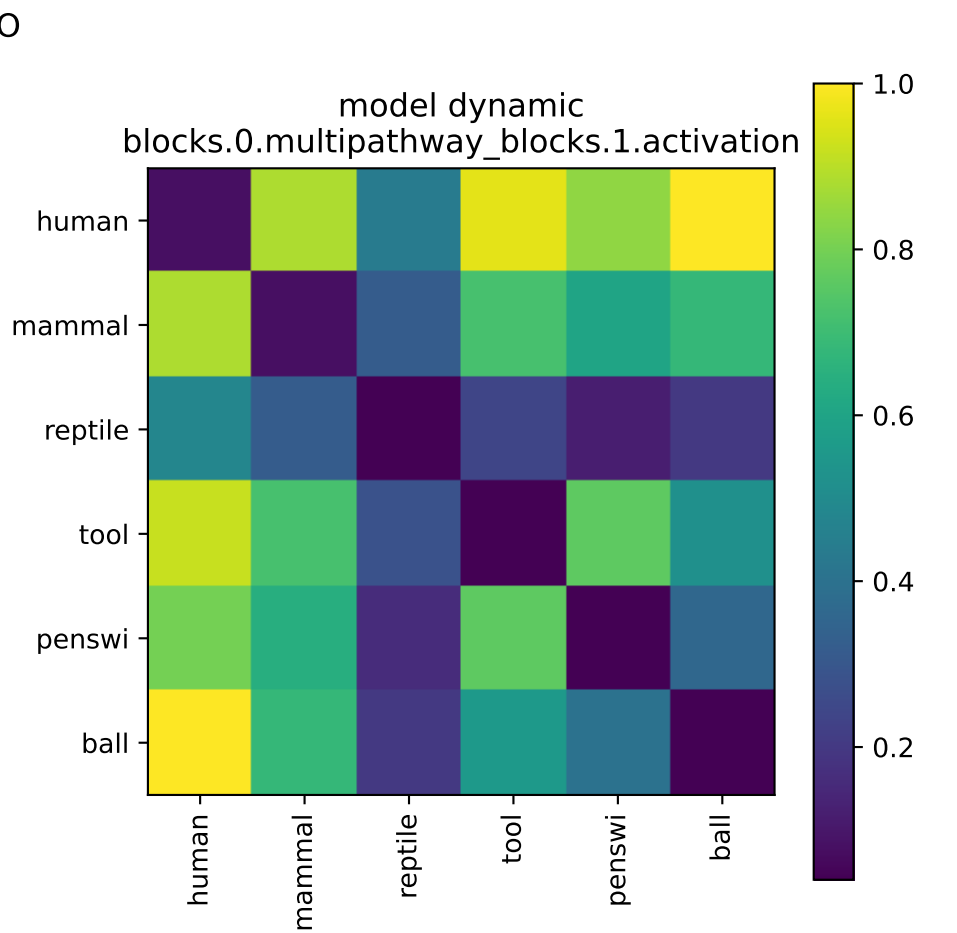 o
model dynamic
blocks.0.multipathway_blocks.1.activation
1.0
human
0.8
mammal
0.6
reptile
tool
0.4
penswi
0.2
ball
human
mammal
reptile
tool
penswi
ball